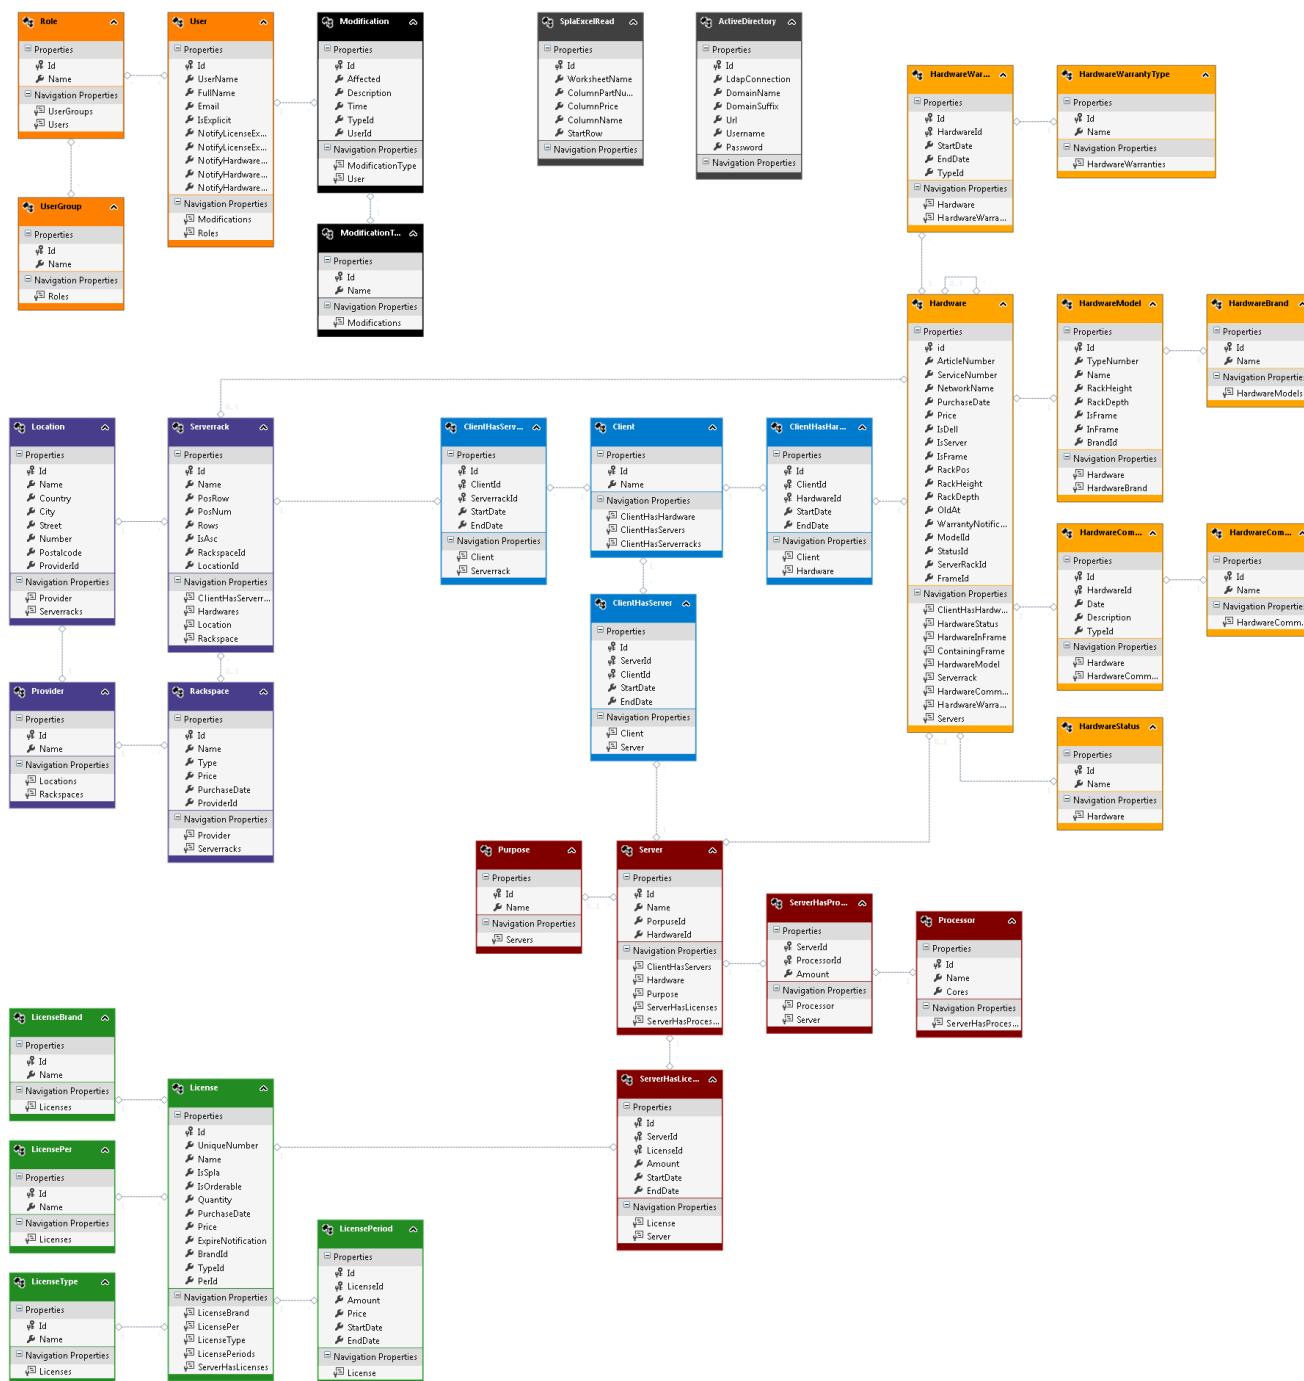 Role
Properties
Id
Name
Navigation Properties
UserGroups
Users
User
Properties
Id
UserName
FullName
Email
IsExplicit
NotifyLicenseEx...
NotifyLicenseEx...
NotifyHardware...
NotifyHardware...
NotifyHardware...
Navigation Properties
Modifications
Roles
Modification
Properties
Id
Affected
Description
Time
TypeId
UserId
Navigation Properties
ModificationType
User
SplaExcelRead
Properties
Id
WorksheetName
ColumnPartNu...
ColumnPrice
ColumnName
StartRow
Navigation Properties
ActiveDirectory
Properties
Id
LdapConnection
DomainName
DomainSuffix
Url
Username
Password
Navigation Properties
HardwareWar...
Properties
Id
HardwareId
StartDate
EndDate
TypeId
Navigation Properties
Hardware
HardwareWarra...
HardwareWarrantyType
Properties
Id
Name
Navigation Properties
HardwareWarranties
UserGroup
Properties
Id
Name
Navigation Properties
Roles
ModificationT...
Properties
Id
Name
Navigation Properties
Modifications
Hardware
Properties
id
ArticleNumber
ServiceNumber
NetworkName
PurchaseDate
Price
IsDell
IsServer
IsFrame
RackPos
RackHeight
RackDepth
OldAt
WarrantyNotific...
ModelId
StatusId
ServerRackId
FrameId
Navigation Properties
ClientHasHardw...
HardwareStatus
HardwareInFrame
ContainingFrame
HardwareModel
Serverrack
HardwareComm...
HardwareWarra...
Servers
HardwareModel
Properties
Id
TypeNumber
Name
RackHeight
RackDepth
IsFrame
InFrame
BrandId
Navigation Properties
Hardware
HardwareBrand
HardwareBrand
Properties
Id
Name
Navigation Properties
HardwareModels
Location
Properties
Id
Name
Country
City
Street
Number
Postalcode
ProviderId
Navigation Properties
Provider
Serverracks
Serverrack
Properties
Id
Name
PosRow
PosNum
Rows
IsAsc
RackspaceId
LocationId
Navigation Properties
ClientHasServerr...
Hardwares
Location
Rackspace
ClientHasServ...
Properties
Id
ClientId
ServerrackId
StartDate
EndDate
Navigation Properties
Client
Serverrack
Client
Properties
Id
Name
Navigation Properties
ClientHasHardware
ClientHasServers
ClientHasServerracks
ClientHasHar...
Properties
Id
ClientId
HardwareId
StartDate
EndDate
Navigation Properties
Client
Hardware
HardwareCom...
Properties
Id
HardwareId
Date
Description
TypeId
Navigation Properties
Hardware
HardwareComm...
HardwareCom...
Properties
Id
Name
Navigation Properties
HardwareComm...
ClientHasServer
Properties
Id
ServerId
ClientId
StartDate
EndDate
Navigation Properties
Client
Server
Provider
Properties
Id
Name
Navigation Properties
Locations
Rackspaces
Rackspace
Properties
Id
Name
Type
Price
PurchaseDate
ProviderId
Navigation Properties
Provider
Serverracks
HardwareStatus
Properties
Id
Name
Navigation Properties
Hardware
Purpose
Properties
Id
Name
Navigation Properties
Servers
Server
Properties
Id
Name
PorpuseId
HardwareId
Navigation Properties
ClientHasServers
Hardware
Purpose
ServerHasLicenses
ServerHasProces...
ServerHasPro...
Properties
ServerId
ProcessorId
Amount
Navigation Properties
Processor
Server
Processor
Properties
Id
Name
Cores
Navigation Properties
ServerHasProces...
LicenseBrand
Properties
Id
Name
Navigation Properties
Licenses
License
Properties
Id
UniqueNumber
Name
IsSpla
IsOrderable
Quantity
PurchaseDate
Price
ExpireNotification
BrandId
TypeId
PerId
Navigation Properties
LicenseBrand
LicensePer
LicenseType
LicensePeriods
ServerHasLicenses
ServerHasLice...
Properties
Id
ServerId
LicenseId
Amount
StartDate
EndDate
Navigation Properties
License
Server
LicensePer
Properties
Id
Name
Navigation Properties
Licenses
LicensePeriod
Properties
Id
LicenseId
Amount
Price
StartDate
EndDate
Navigation Properties
License
LicenseType
Properties
Id
Name
Navigation Properties
Licenses